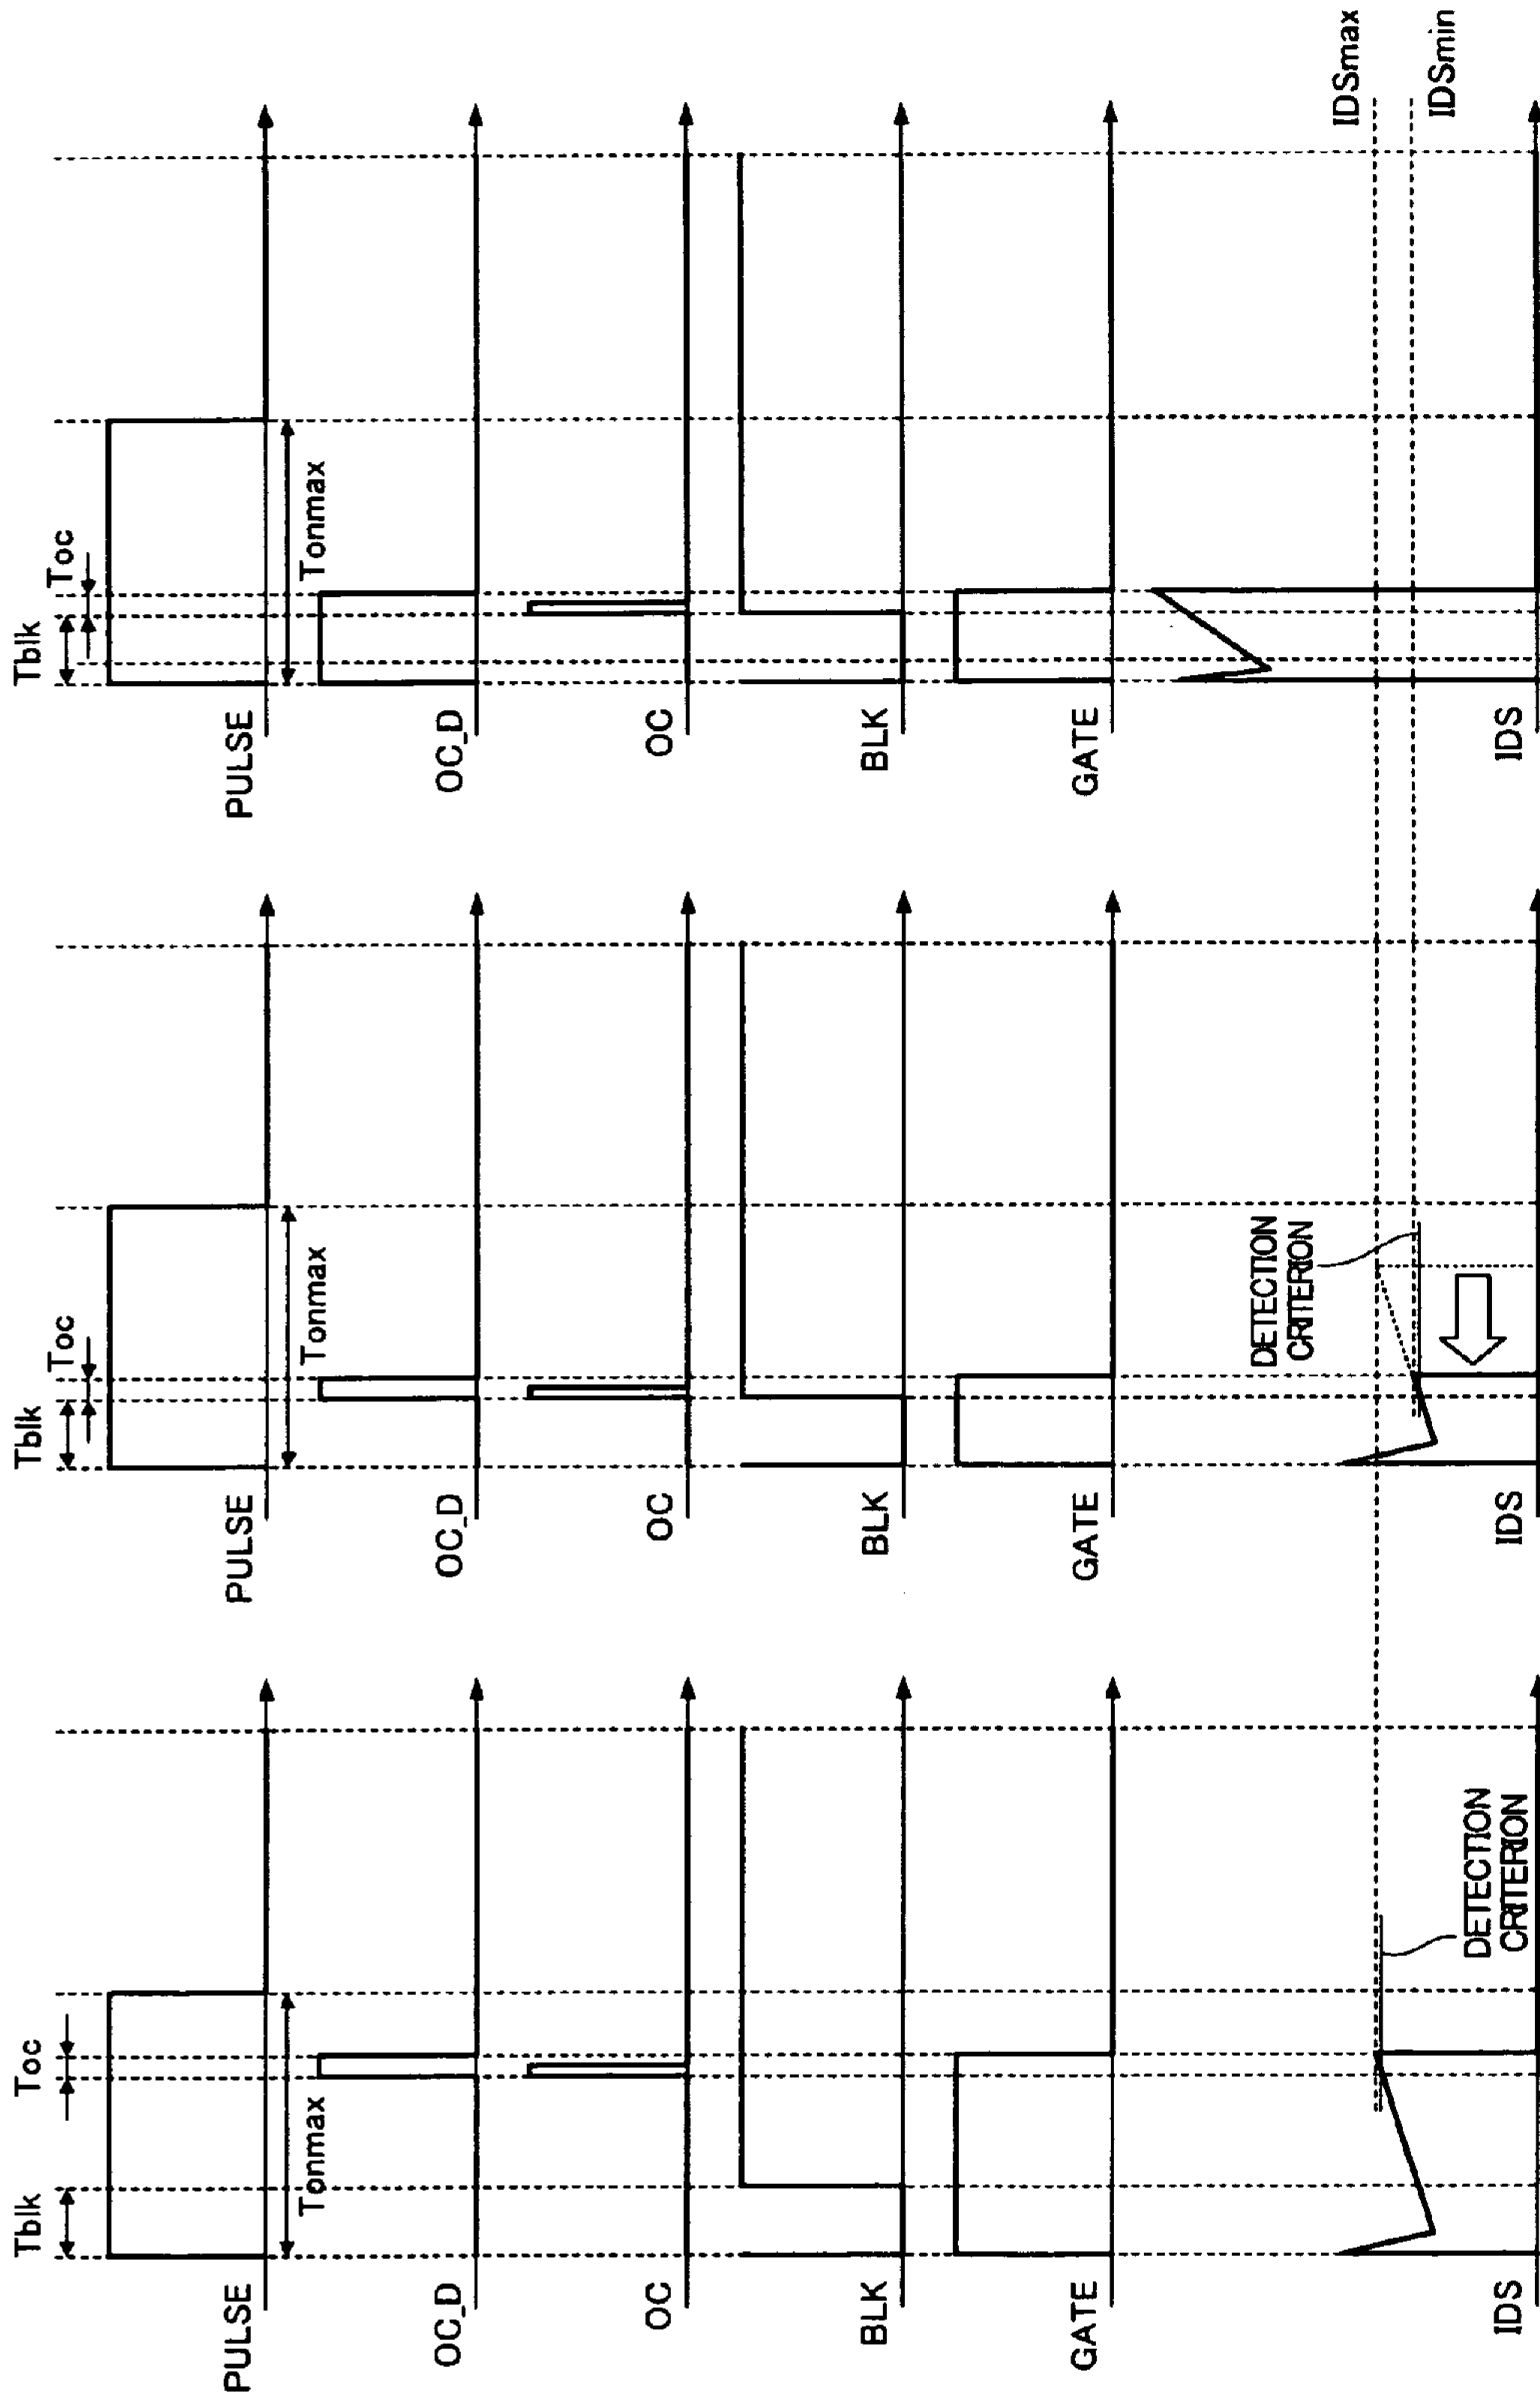 Tblk
Toc
PULSE
Tonmax
OC_D
OC
BLK
GATE
DETECTION
CRITERION
IDS
Tblk
Toc
PULSE
Tonmax
OC_D
OC
BLK
GATE
DETECTION
CRITERION
IDS
Tblk
Toc
PULSE
Tonmax
OC_D
OC
BLK
GATE
IDSmax
IDSmin
IDS